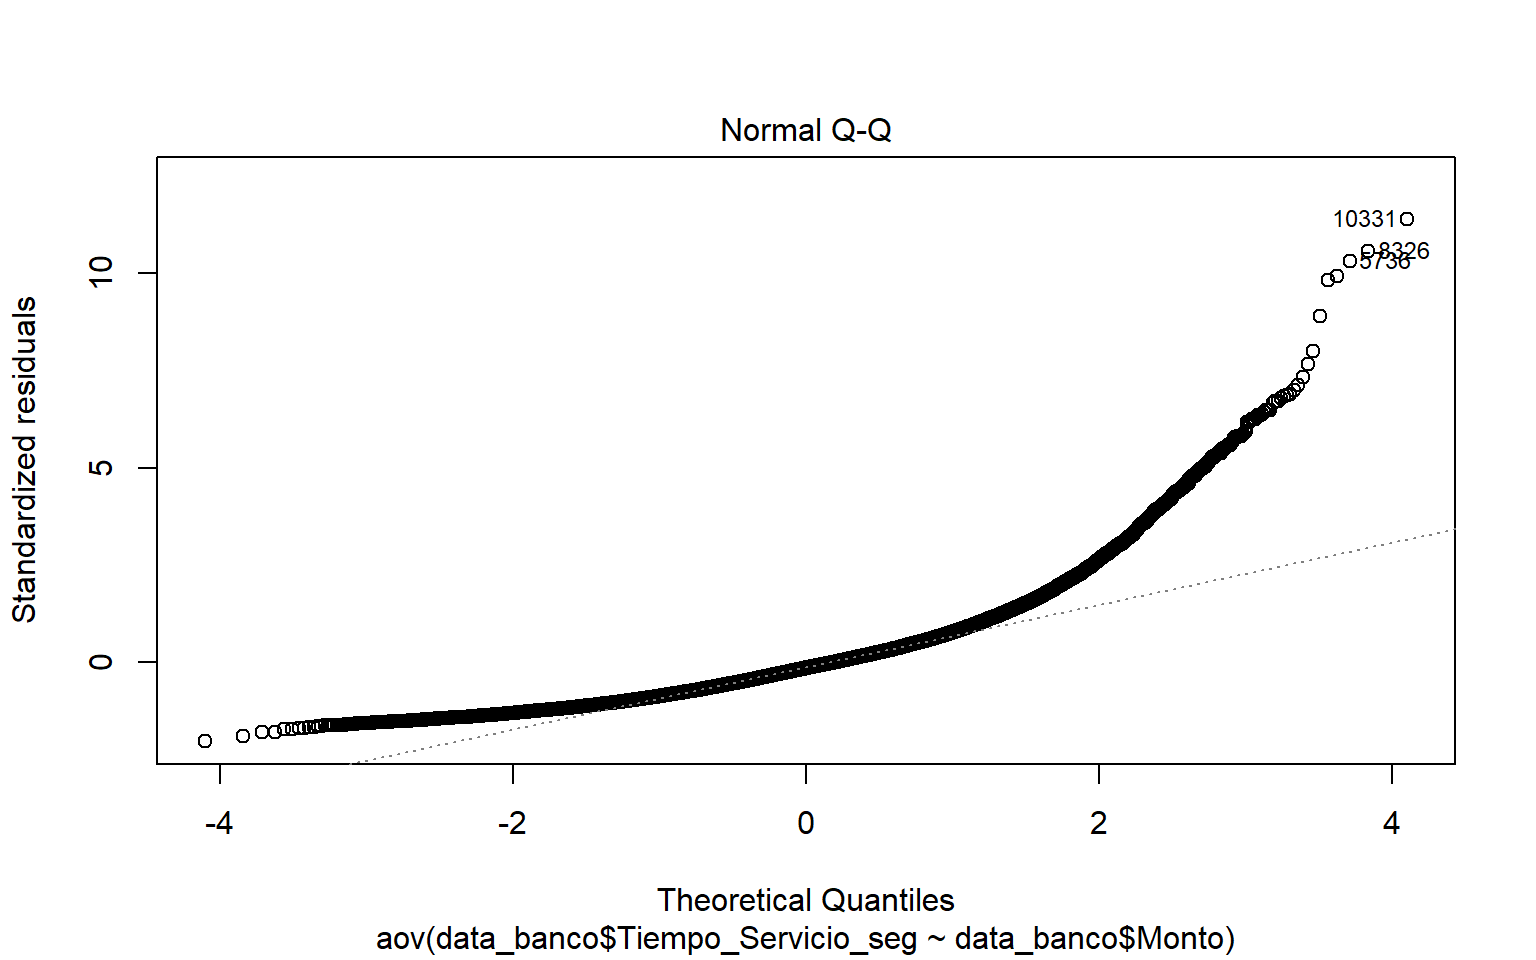 Normal Q-Q
Standardized residuals
10
5
0
10331
8326
5736
-4
-2
0
2
4
Theoretical Quantiles
aov(data_banco$Tiempo_Servicio_seg ~ data_banco$Monto)